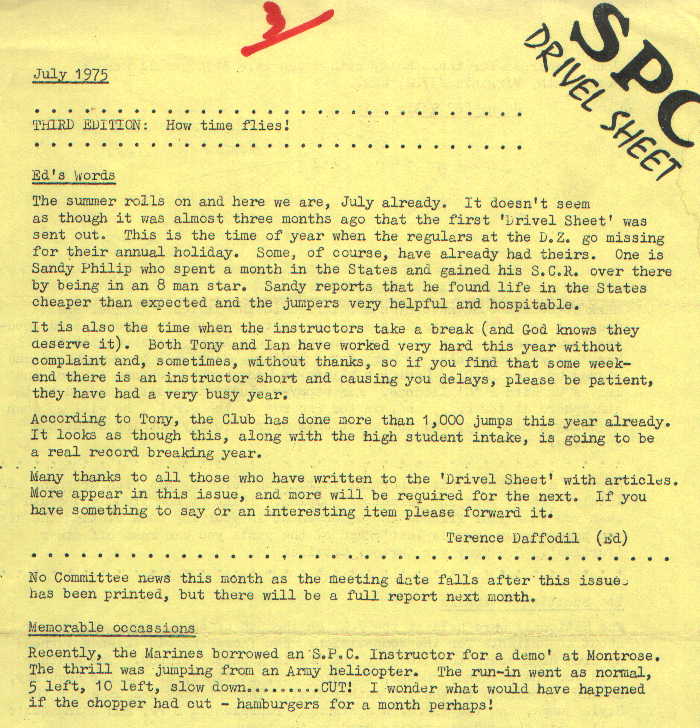 3
SPC
DRIVEL SHEET
July 1975
THIRD EDITION: How time flies!
Ed's Words
The summer rolls on and here we are, July already. It doesn't seem
as though it was almost three months ago that the first 'Drivel Sheet' was
sent out. This is the time of year when the regulars at the D.Z. go missing
for their annual holiday. Some, of course, have already had theirs. One is
Sandy Philip who spent a month in the States and gained his S.C.R. over there
by being in an 8 man star. Sandy reports that he found life in the States
cheaper than expected and the jumpers very helpful and hospitable.
It is also the time when the instructors take a break (and God knows they
deserve it). Both Tony and Ian have worked very hard this year without
complaint and, sometimes, without thanks, so if you find that some week-
end there is an instructor short and causing you delays, please be patient,
they have had a very busy year.
According to Tony, the Club has done more than 1,000 jumps this year already.
It looks as though this, along with the high student intake, is going to be
a real record breaking year.
Many thanks to all those who have written to the 'Drivel Sheet' with articles.
More appear in this issue, and more will be required for the next. If you
have something to say or an interesting item please forward it.
Terence Daffodil (Ed)
No Committee news this month as the meeting date falls after this issue
has been printed, but there will be a full report next month.
Memorable occassions
Recently, the Marines borrowed an S.P.C. Instructor for a demo' at Montrose.
The thrill was jumping from an Army helicopter. The run-in went as normal,
5 left, 10 left, slow down.........CUT! I wonder what would have happened
if the chopper had cut - hamburgers for a month perhaps!